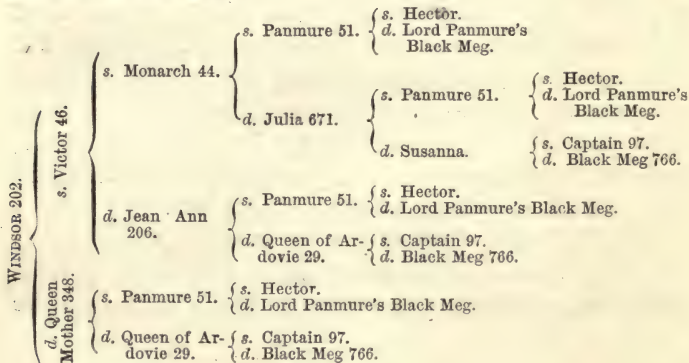 s. Hector.
s. Panmure 51. d. Lord Panmure's
Black Meg.
s. Monarch 44.
s. Hector.
s. Panmure 51. d. Lord Panmure's
Black Meg.
d. Julia 671.
s. Captain 97.
d. Susanna. d. Black Meg 766.
s. Victor 46.
WINDSOR 202.
s. Hector.
s. Panmure 51. d. Lord Panmure's Black Meg.
d. Jean Ann
206.
d. Queen of Ar- s. Captain 97.
dovie 29. d. Black Meg 766.
d. Queen
Mother 348.
s. Panmure 51. s. Hector.
d. Lord Panmure's Black Meg.
d. Queen of Ar- s. Captain 97.
dovie 29. d. Black Meg 766.